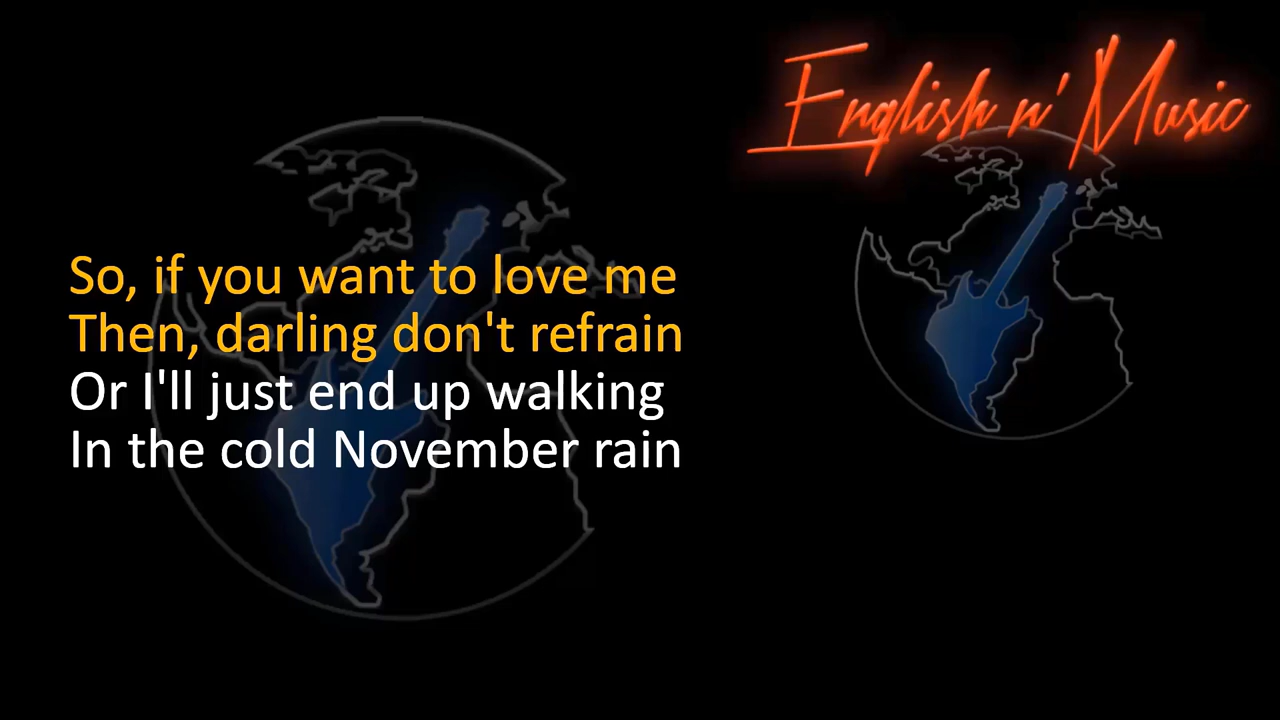 English n' Music
So, if you want to love me
Then, darling don't refrain
Or I'll just end up walking
In the cold November rain